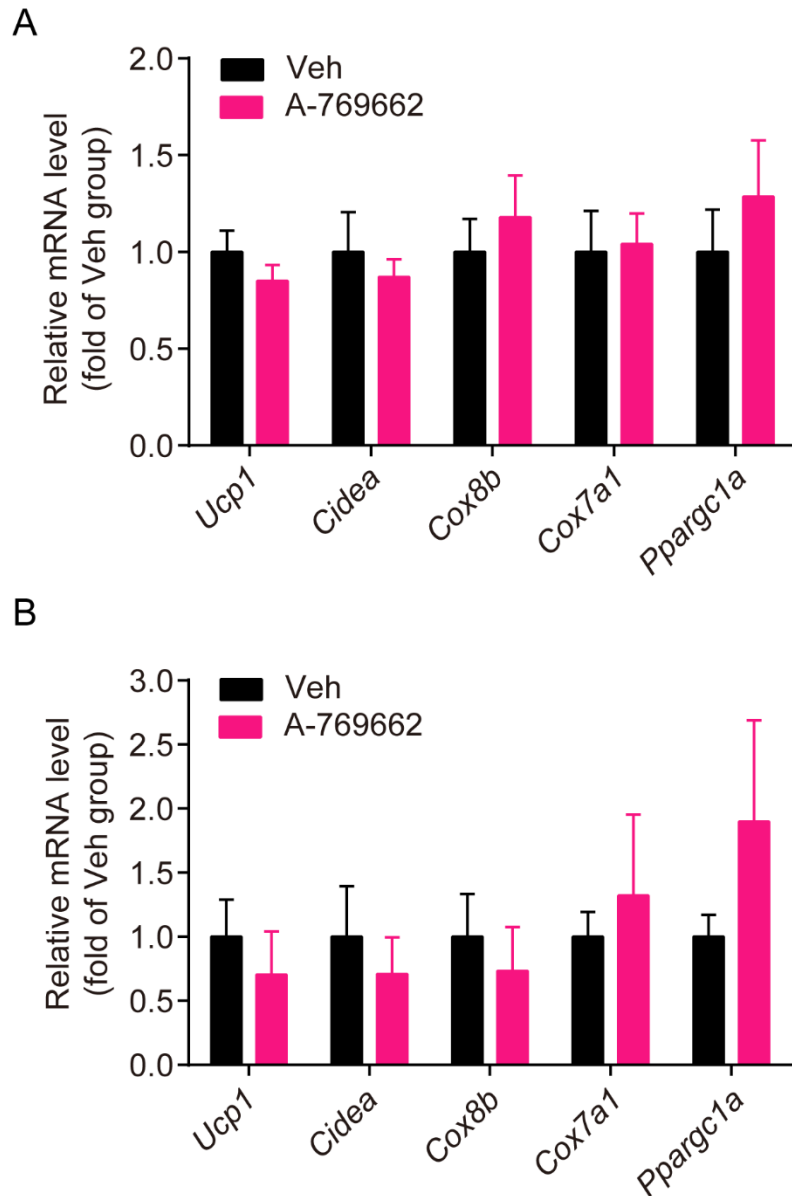 A
Veh
A-769662
Relative mRNA level
(fold of Veh group)
2.0
1.5
1.0
0.5
0.0
Ucp1
Cidea
Cox8b
Cox7a1
Ppargc1a
B
Veh
A-769662
Relative mRNA level
(fold of Veh group)
3.0
2.5
2.0
1.5
1.0
0.5
0.0
Ucp1
Cidea
Cox8b
Cox7a1
Ppargc1a